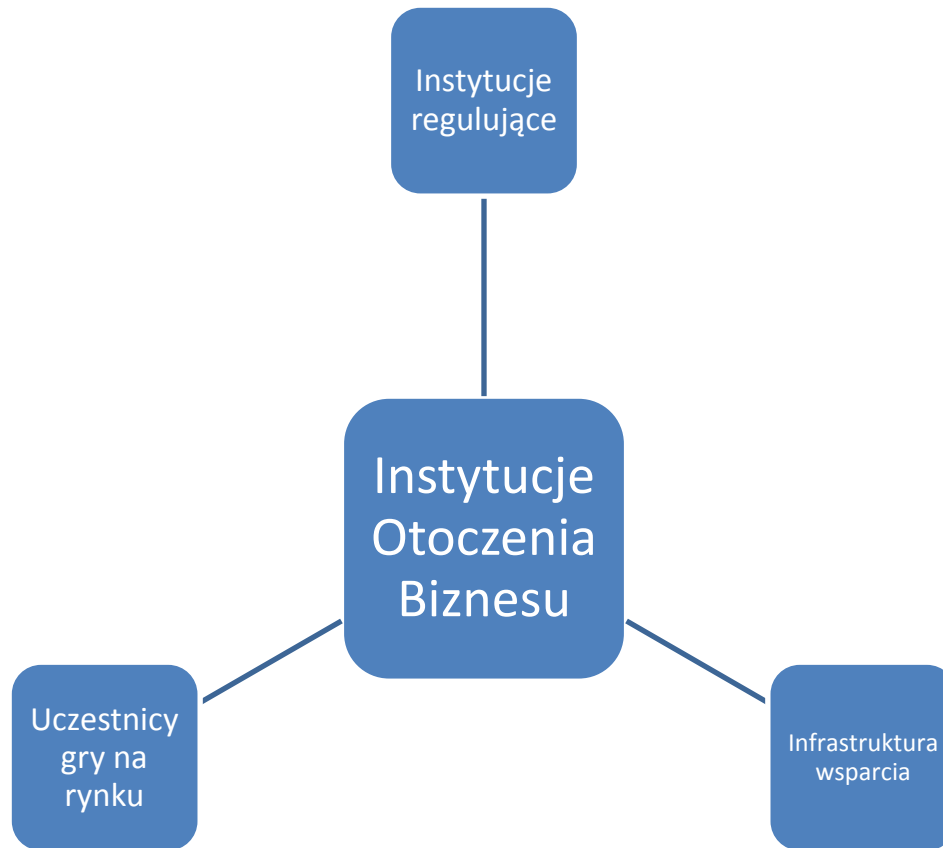 Instytucje
regulujące
Instytucje
Otoczenia
Biznesu
Uczestnicy
gry na
rynku
Infrastruktura
wsparcia